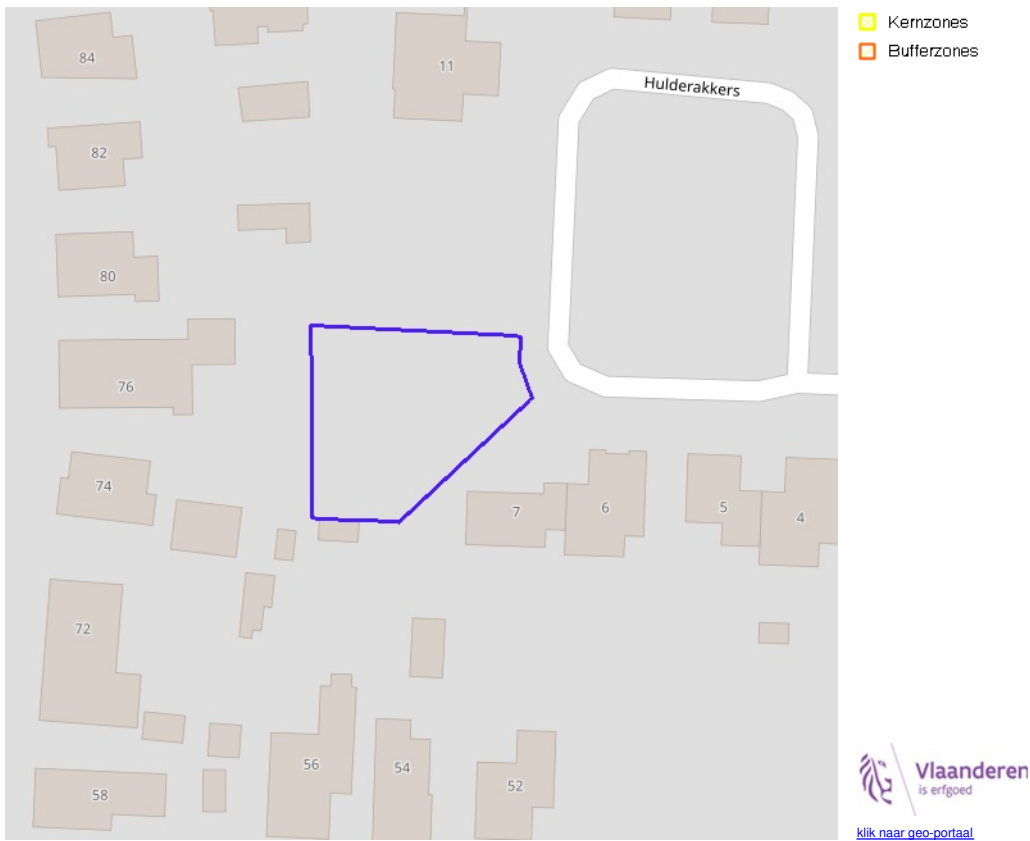 Kernzones
Bufferzones
84
11
Hulderakkers
82
80
76
74
7
6
5
4
72
56
54
52
58
Vlaanderen
is erfgoed
klik naar geo-portaal